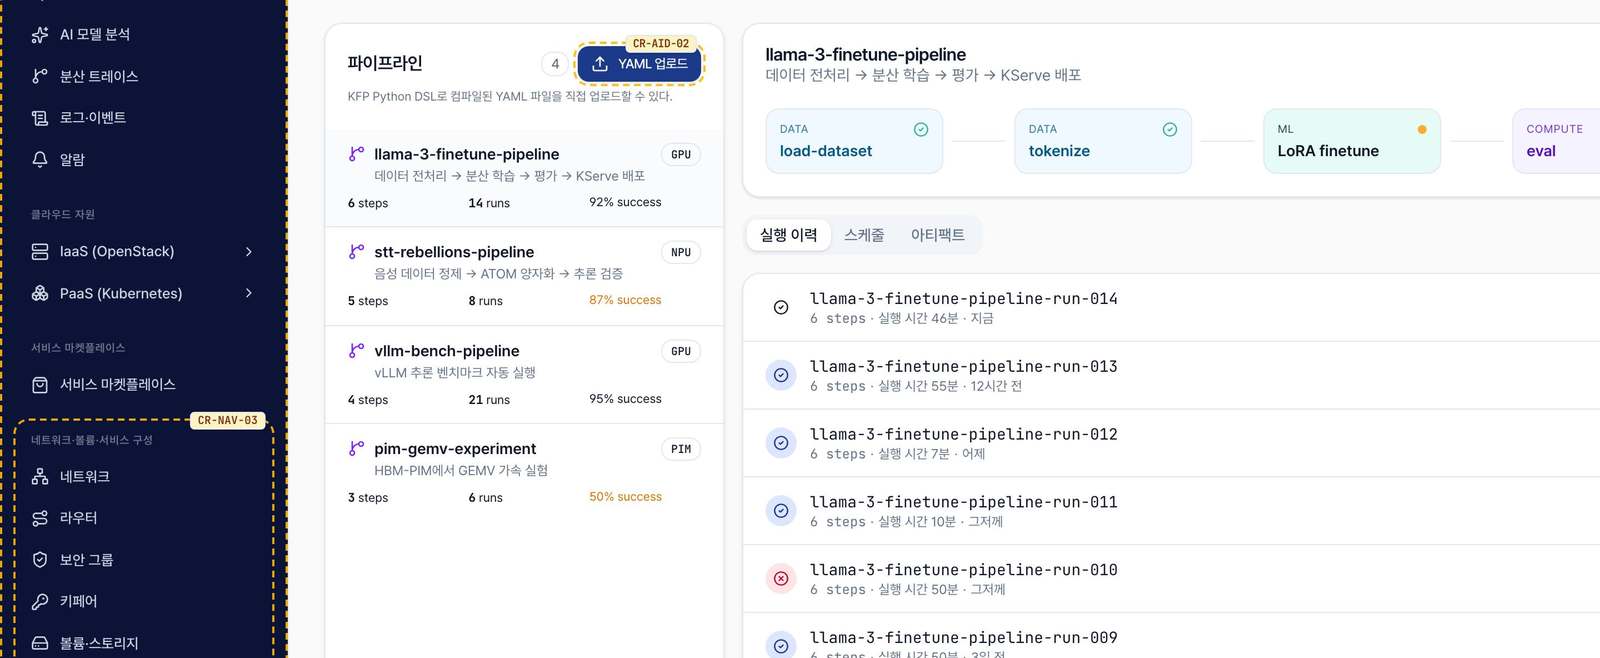 AI 모델 분석
분산 트레이스
로그·이벤트
알람
클라우드 자원
IaaS (OpenStack)
PaaS (Kubernetes)
서비스 마켓플레이스
서비스 마켓플레이스
CR-NAV-03
네트워크·볼륨·서비스 구성
네트워크
라우터
보안 그룹
키페어
볼륨·스토리지
파이프라인
4
CR-AID-02
YAML 업로드
KFP Python DSL로 컴파일된 YAML 파일을 직접 업로드할 수 있다.
llama-3-finetune-pipeline
GPU
데이터 전처리 → 분산 학습 → 평가 → KServe 배포
6 steps 14 runs 92% success
stt-rebellions-pipeline
NPU
음성 데이터 정제 → ATOM 양자화 → 추론 검증
5 steps 8 runs 87% success
vllm-bench-pipeline
GPU
vLLM 추론 벤치마크 자동 실행
4 steps 21 runs 95% success
pim-gemv-experiment
PIM
HBM-PIM에서 GEMV 가속 실험
3 steps 6 runs 50% success
llama-3-finetune-pipeline
데이터 전처리 → 분산 학습 → 평가 → KServe 배포
DATA
load-dataset
DATA
tokenize
ML
LoRA finetune
COMPUTE
eval
실행 이력 스케줄 아티팩트
llama-3-finetune-pipeline-run-014
6 steps · 실행 시간 46분 · 지금
llama-3-finetune-pipeline-run-013
6 steps · 실행 시간 55분 · 12시간 전
llama-3-finetune-pipeline-run-012
6 steps · 실행 시간 7분 · 어제
llama-3-finetune-pipeline-run-011
6 steps · 실행 시간 10분 · 그저께
llama-3-finetune-pipeline-run-010
6 steps · 실행 시간 50분 · 그저께
llama-3-finetune-pipeline-run-009
6 steps · 실행 시간 50분 · 3일 전